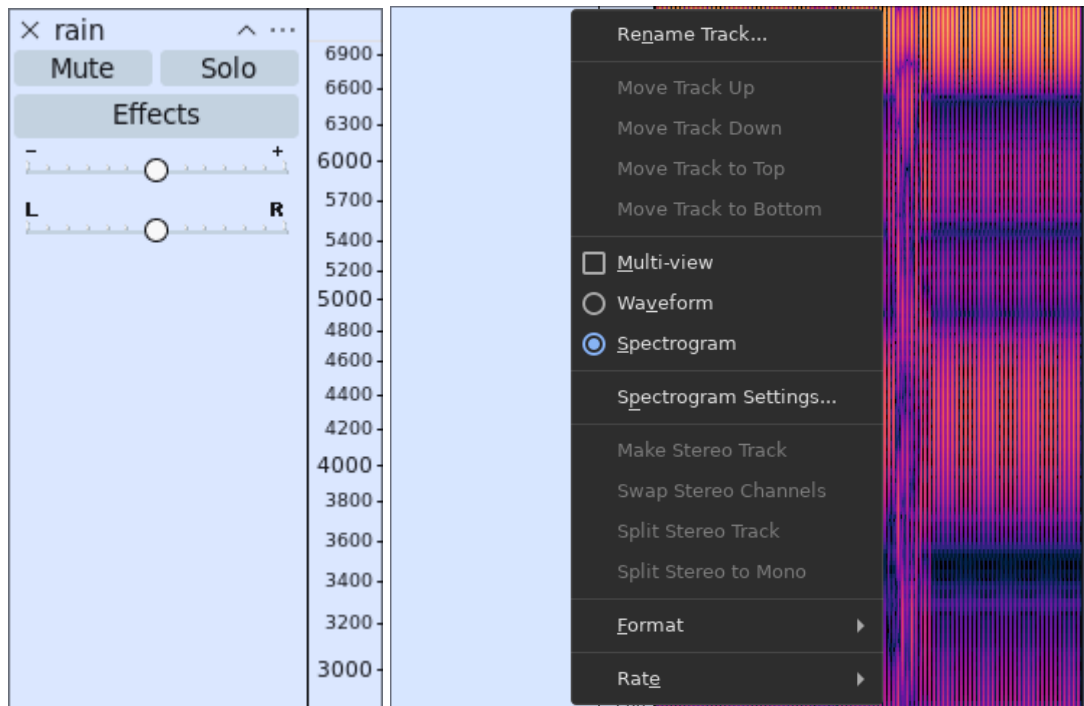 rain
Mute Solo
Effects
- +
L R
6900
6600
6300
6000
5700
5400
5200
5000
4800
4600
4400
4200
4000
3800
3600
3400
3200
3000
Rename Track...
Move Track Up
Move Track Down
Move Track to Top
Move Track to Bottom
Multi-view
Waveform
Spectrogram
Spectrogram Settings...
Make Stereo Track
Swap Stereo Channels
Split Stereo Track
Split Stereo to Mono
Format
Rate